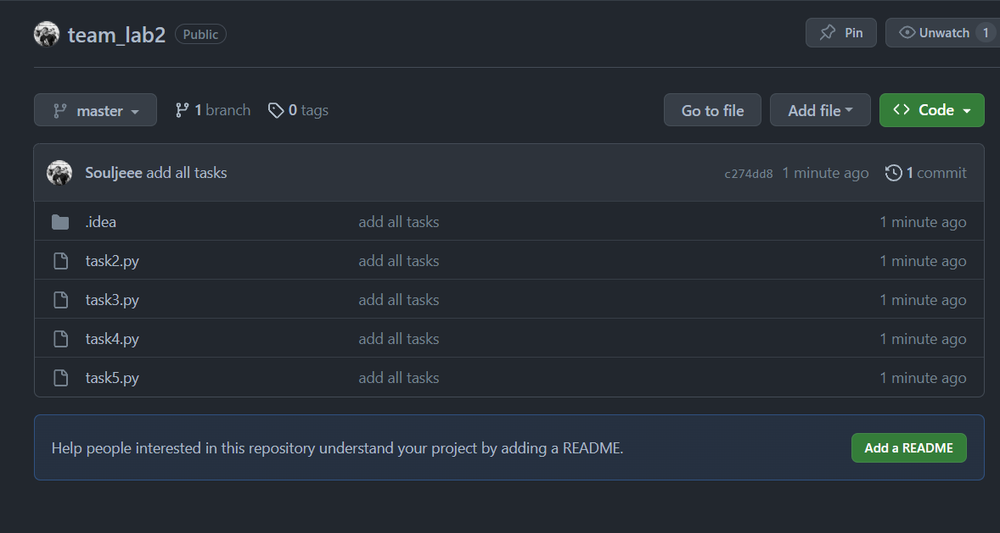 team_lab2 Public Pin Unwatch 1
master 1 branch 0 tags Go to file Add file Code
Souljeee add all tasks c274dd8 1 minute ago 1 commit
.idea add all tasks 1 minute ago
task2.py add all tasks 1 minute ago
task3.py add all tasks 1 minute ago
task4.py add all tasks 1 minute ago
task5.py add all tasks 1 minute ago
Help people interested in this repository understand your project by adding a README. Add a README